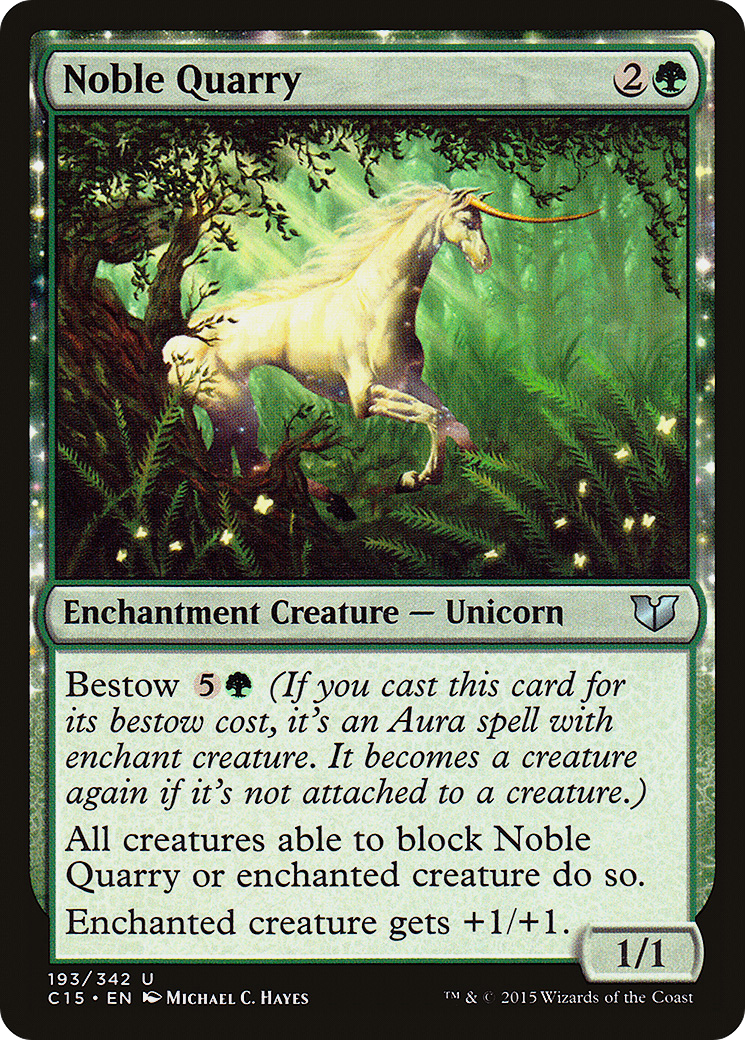 Noble Quarry 2
Enchantment Creature — Unicorn
Bestow 5 (If you cast this card for
its bestow cost, it's an Aura spell with
enchant creature. It becomes a creature
again if it's not attached to a creature.)
All creatures able to block Noble
Quarry or enchanted creature do so.
Enchanted creature gets +1/+1.
1/1
193/342 U
C15 • EN Michael C. Hayes
™ & © 2015 Wizards of the Coast